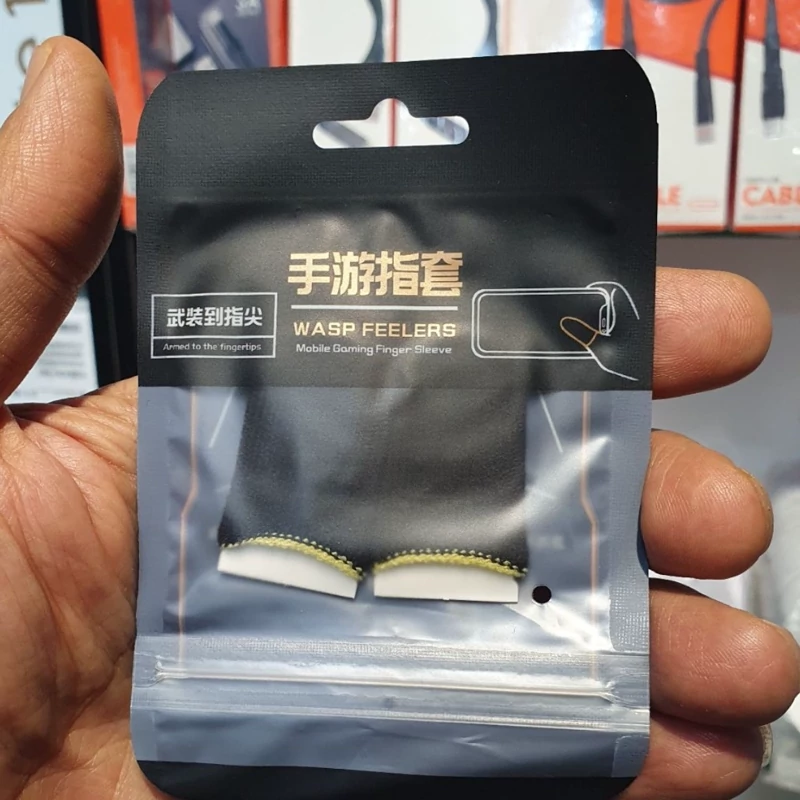 手游指套
武装到指尖
Armed to the fingertips
WASP FEELERS
Mobile Gaming Finger Sleeve
CABLE